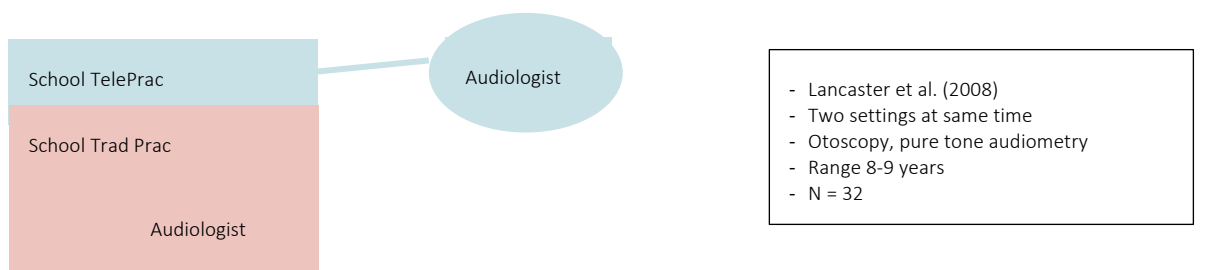 School TelePrac
Audiologist
School Trad Prac
Audiologist
- Lancaster et al. (2008)
- Two settings at same time
- Otoscopy, pure tone audiometry
- Range 8-9 years
- N = 32